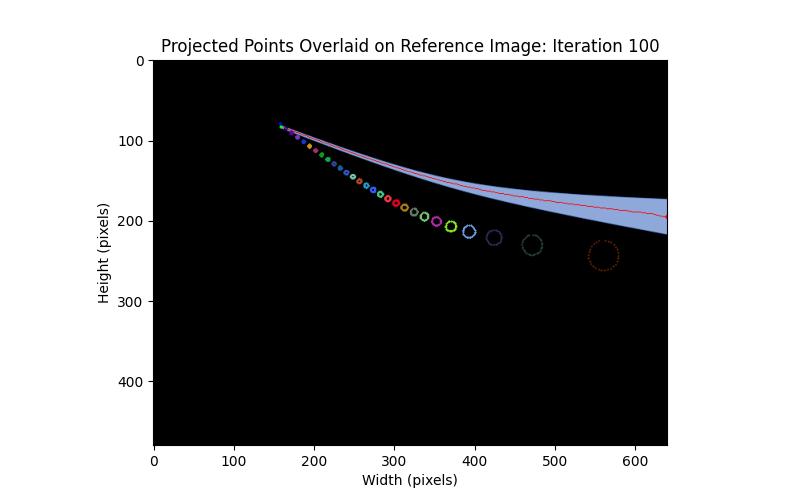 Projected Points Overlaid on Reference Image: Iteration 100
0
100
200
300
400
Height (pixels)
0 100 200 300 400 500 600
Width (pixels)